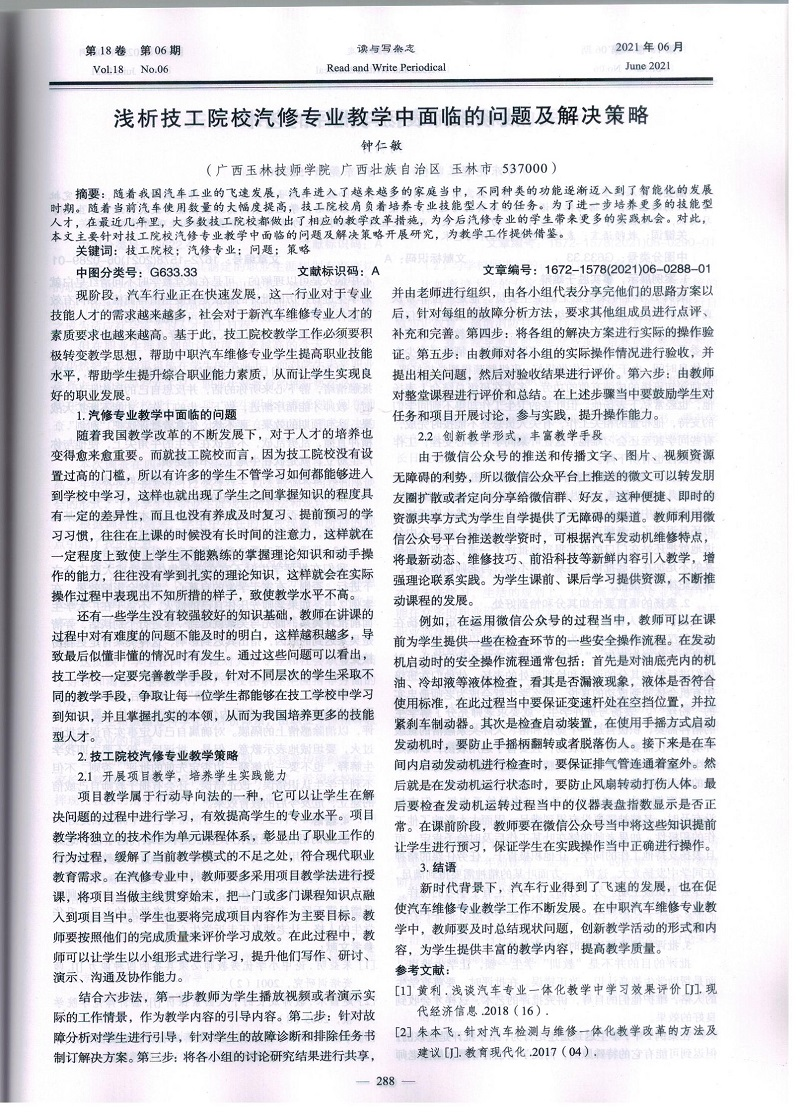 第 18 卷 第 06 期
Vol.18 No.06
读与写杂志
Read and Write Periodical
2021 年 06 月
June 2021
浅析技工院校汽修专业教学中面临的问题及解决策略
钟仁敏
(广西玉林技师学院 广西壮族自治区 玉林市 537000)
摘要:随着我国汽车工业的飞速发展,汽车进入了越来越多的家庭当中,不同种类的功能逐渐迈入到了智能化的发展
时期。随着当前汽车使用数量的大幅度提高,技工院校肩负着培养专业技能型人才的任务。为了进一步培养更多的技能型
人才,在最近几年里,大多数技工院校都做出了相应的教学改革措施,为今后汽修专业的学生带来更多的实践机会。对此,
本文主要针对技工院校汽修专业教学中面临的问题及解决策略开展研究,为教学工作提供借鉴。
关键词:技工院校;汽修专业;问题;策略
中图分类号:G633.33 文献标识码:A 文章编号:1672-1578(2021)06-0288-01
现阶段,汽车行业正在快速发展,这一行业对于专业
技能人才的需求越来越多,社会对于新汽车维修专业人才的
素质要求也越来越高。基于此,技工院校教学工作必须要积
极转变教学思想,帮助中职汽车维修专业学生提高职业技能
水平,帮助学生提升综合职业能力素质,从而让学生实现良
好的职业发展。
1.汽修专业教学中面临的问题
随着我国教学改革的不断发展下,对于人才的培养也
变得愈来愈重要。而就技工院校而言,因为技工院校没有设
置过高的门槛,所以有许多的学生不管学习如何都能够进入
到学校中学习,这样也就出现了学生之间掌握知识的程度具
有一定的差异性,而且也没有养成及时复习、提前预习的学
习习惯,往往在上课的时候没有长时间的注意力,这样就在
一定程度上致使上学生不能熟练的掌握理论知识和动手操
作的能力,往往没有学到扎实的理论知识,这样就会在实际
操作过程中表现出不知所措的样子,致使教学水平不高。
还有一些学生没有较强较好的知识基础,教师在讲课的
过程中对有难度的问题不能及时的明白,这样越积越多,导
致最后似懂非懂的情况时有发生。通过这些问题可以看出,
技工学校一定要完善教学手段,针对不同层次的学生采取不
同的教学手段,争取让每一位学生都能够在技工学校中学习
到知识,并且掌握扎实的本领,从而为我国培养更多的技能
型人才。
2.技工院校汽修专业教学策略
2.1 开展项目教学,培养学生实践能力
项目教学属于行动导向法的一种,它可以让学生在解
决问题的过程中进行学习,有效提高学生的专业水平。项目
教学将独立的技术作为单元课程体系,彰显出了职业工作的
行为过程,缓解了当前教学模式的不足之处,符合现代职业
教育需求。在汽修专业中,教师要多采用项目教学法进行授
课,将项目当做主线贯穿始末,把一门或多门课程知识点融
入到项目当中。学生也要将完成项目内容作为主要目标。教
师要按照他们的完成质量来评价学习成效。在此过程中,教
师可以让学生以小组形式进行学习,提升他们写作、研讨、
演示、沟通及协作能力。
结合六步法,第一步教师为学生播放视频或者演示实
际的工作情景,作为教学内容的引导内容。第二步:针对故
障分析对学生进行引导,针对学生的故障诊断和排除任务书
制订解决方案。第三步:将各小组的讨论研究结果进行共享,
并由老师进行组织,由各小组代表分享完他们的思路方案以
后,针对每组的故障分析方法,要求其他组成员进行点评、
补充和完善。第四步:将各组的解决方案进行实际的操作验
证。第五步:由教师对各小组的实际操作情况进行验收,并
提出相关问题,然后对验收结果进行评价。第六步:由教师
对整堂课程进行评价和总结。在上述步骤当中要鼓励学生对
任务和项目开展讨论,参与实践,提升操作能力。
2.2 创新教学形式,丰富教学手段
由于微信公众号的推送和传播文字、图片、视频资源
无障碍的利势,所以微信公众平台上推送的微文可以转发朋
友圈扩散或者定向分享给微信群、好友,这种便捷、即时的
资源共享方式为学生自学提供了无障碍的渠道。教师利用微
信公众号平台推送教学资时,可根据汽车发动机维修特点,
将最新动态、维修技巧、前沿科技等新鲜内容引入教学,增
强理论联系实践。为学生课前、课后学习提供资源,不断推
动课程的发展。
例如,在运用微信公众号的过程当中,教师可以在课
前为学生提供一些在检查环节的一些安全操作流程。在发动
机启动时的安全操作流程通常包括:首先是对油底壳内的机
油、冷却液等液体检查,看其是否漏液现象,液体是否符合
使用标准,在此过程当中要保证变速杆处在空挡位置,并拉
紧刹车制动器。其次是检查启动装置,在使用手摇方式启动
发动机时,要防止手摇柄翻转或者脱落伤人。接下来是在车
间内启动发动机进行检查时,要保证排气管连通着室外。然
后就是在发动机运行状态时,要防止风扇转动打伤人体。最
后要检查发动机运转过程当中的仪器表盘指数显示是否正
常。在课前阶段,教师要在微信公众号当中将这些知识提前
让学生进行预习,保证学生在实践操作当中正确进行操作。
3.结语
新时代背景下,汽车行业得到了飞速的发展,也在促
使汽车维修专业教学工作不断发展。在中职汽车维修专业教
学中,教师要及时总结现状问题,创新教学活动的形式和内
容,为学生提供丰富的教学内容,提高教学质量。
参考文献:
[1] 黄利.浅谈汽车专业一体化教学中学习效果评价[J].现
代经济信息.2018(16).
[2] 朱本飞.针对汽车检测与维修一体化教学改革的方法及
建议[J].教育现代化.2017(04).
— 288 —